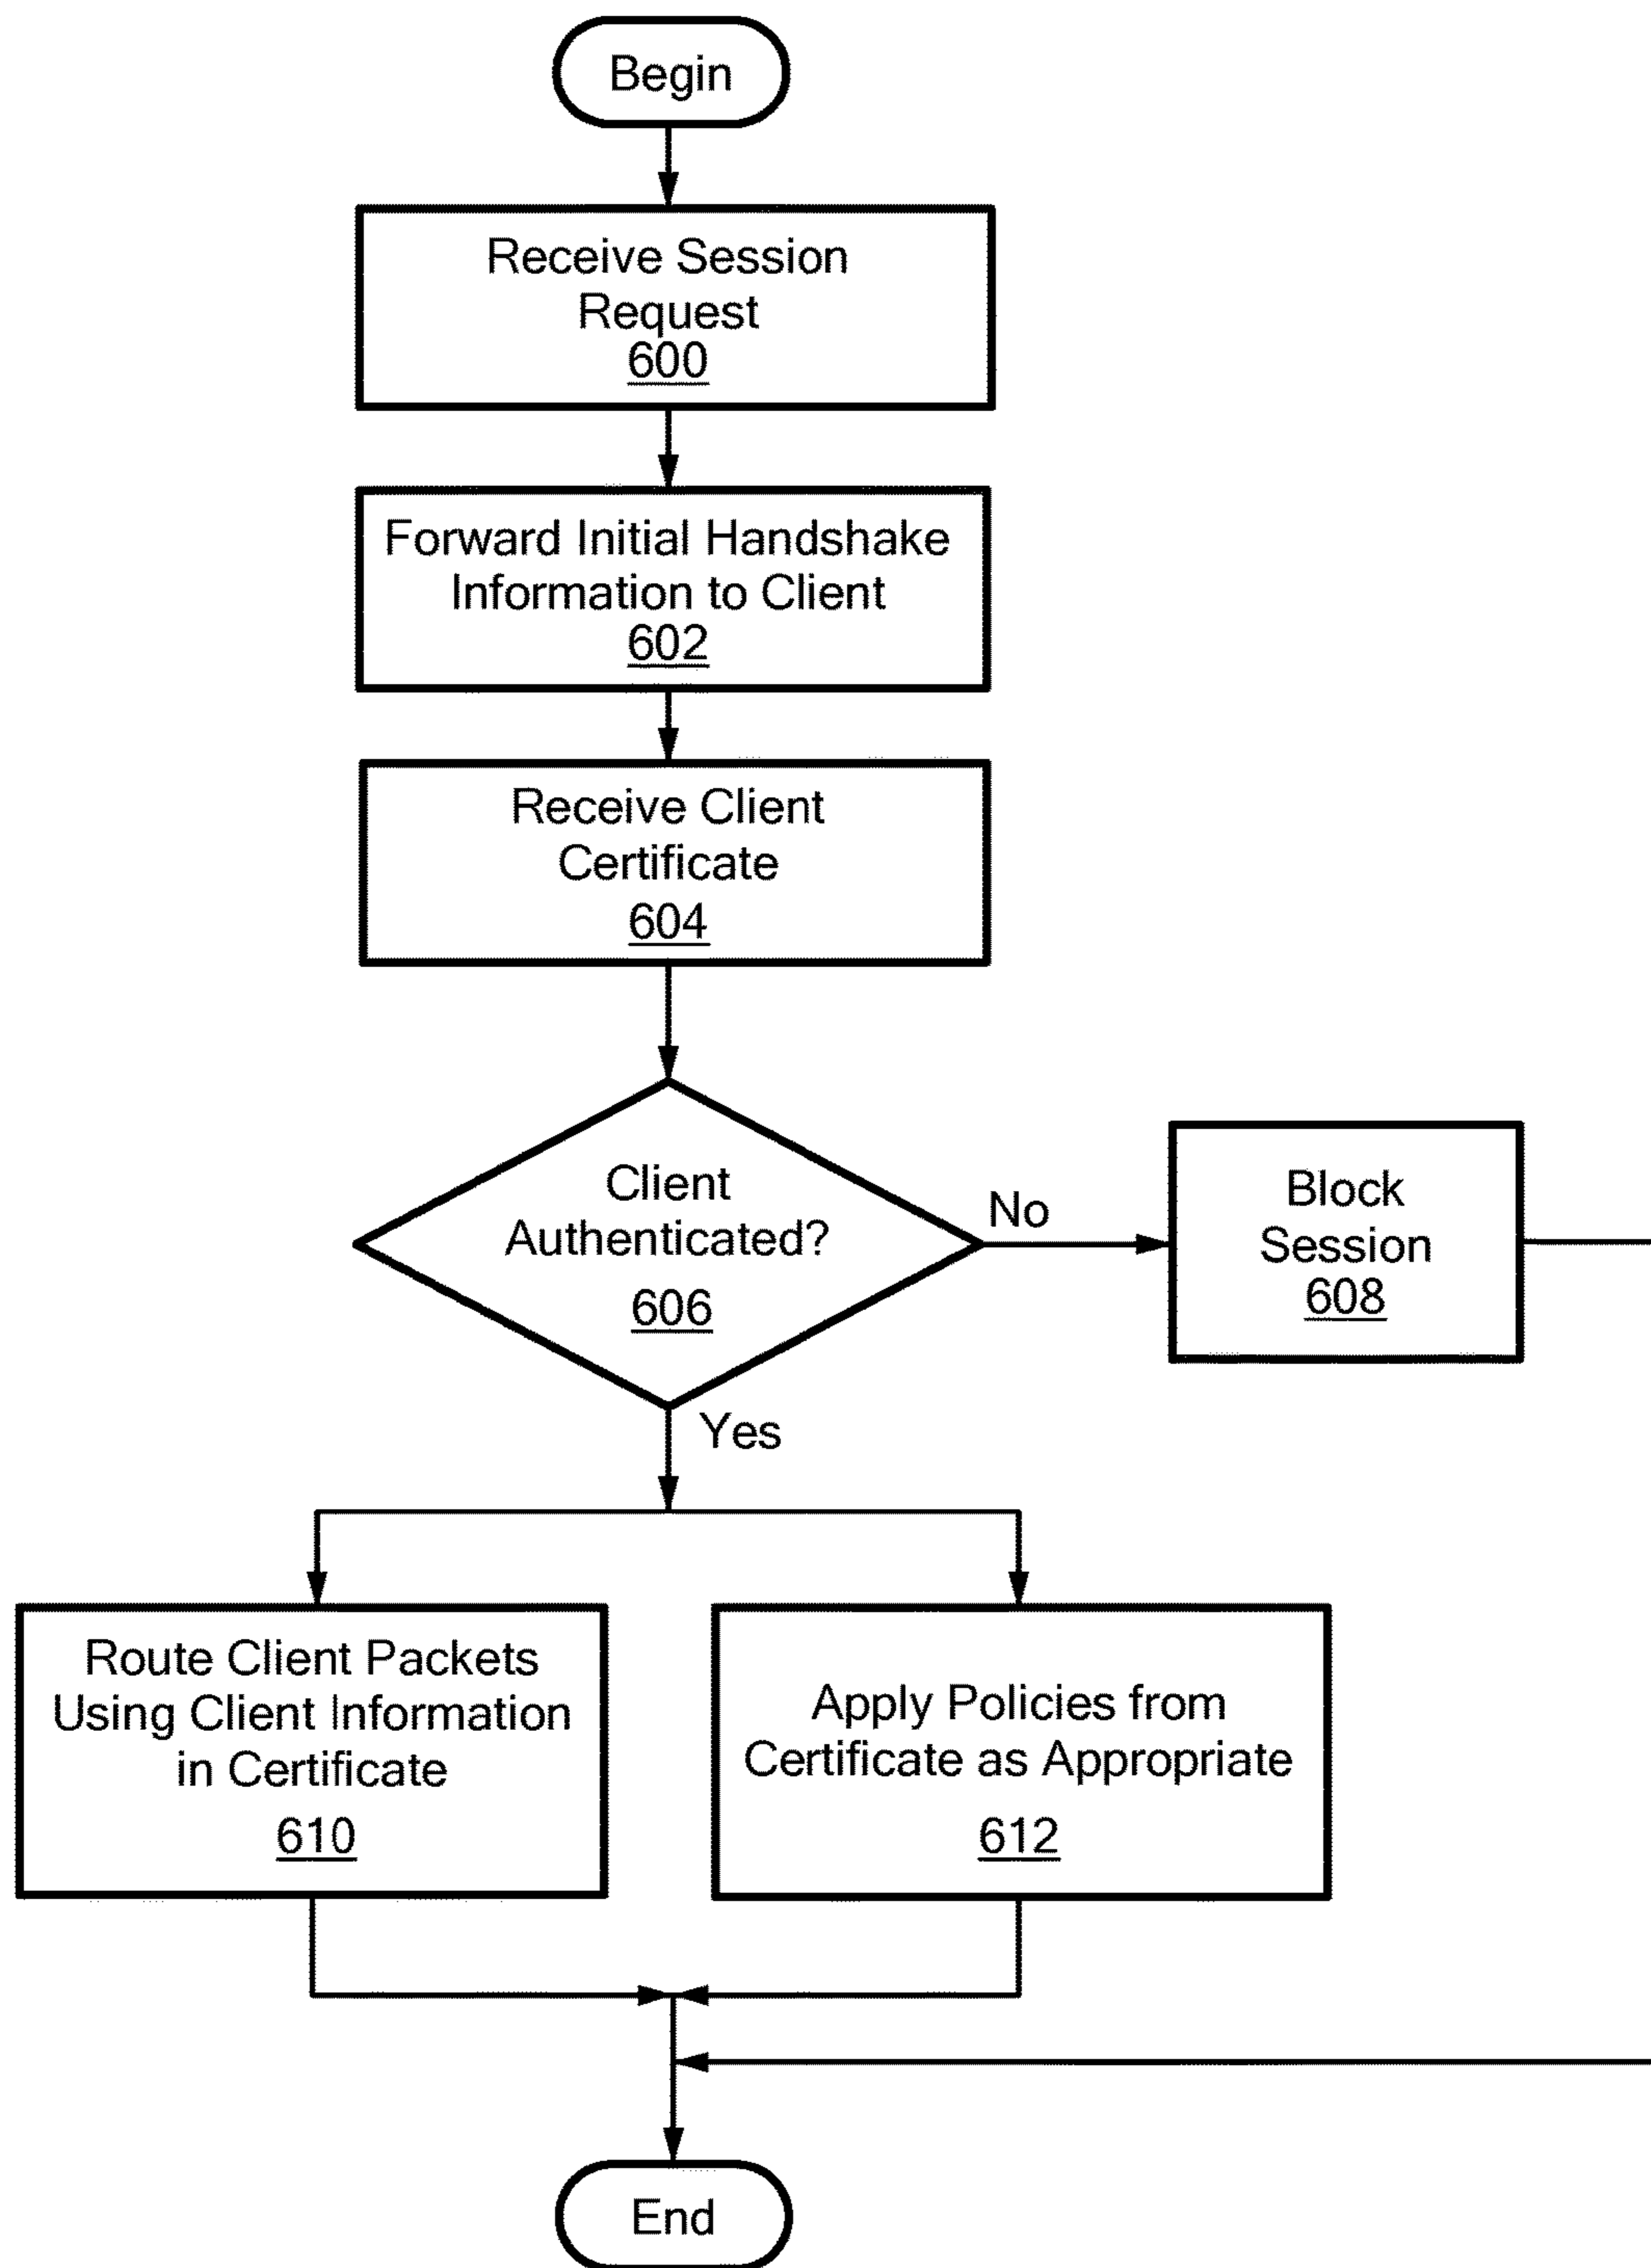 Begin
Receive Session
Request
600
Forward Initial Handshake
Information to Client
602
Receive Client
Certificate
604
Client
Authenticated?
606
No
Block
Session
608
Yes
Route Client Packets
Using Client Information
in Certificate
610
Apply Policies from
Certificate as Appropriate
612
End